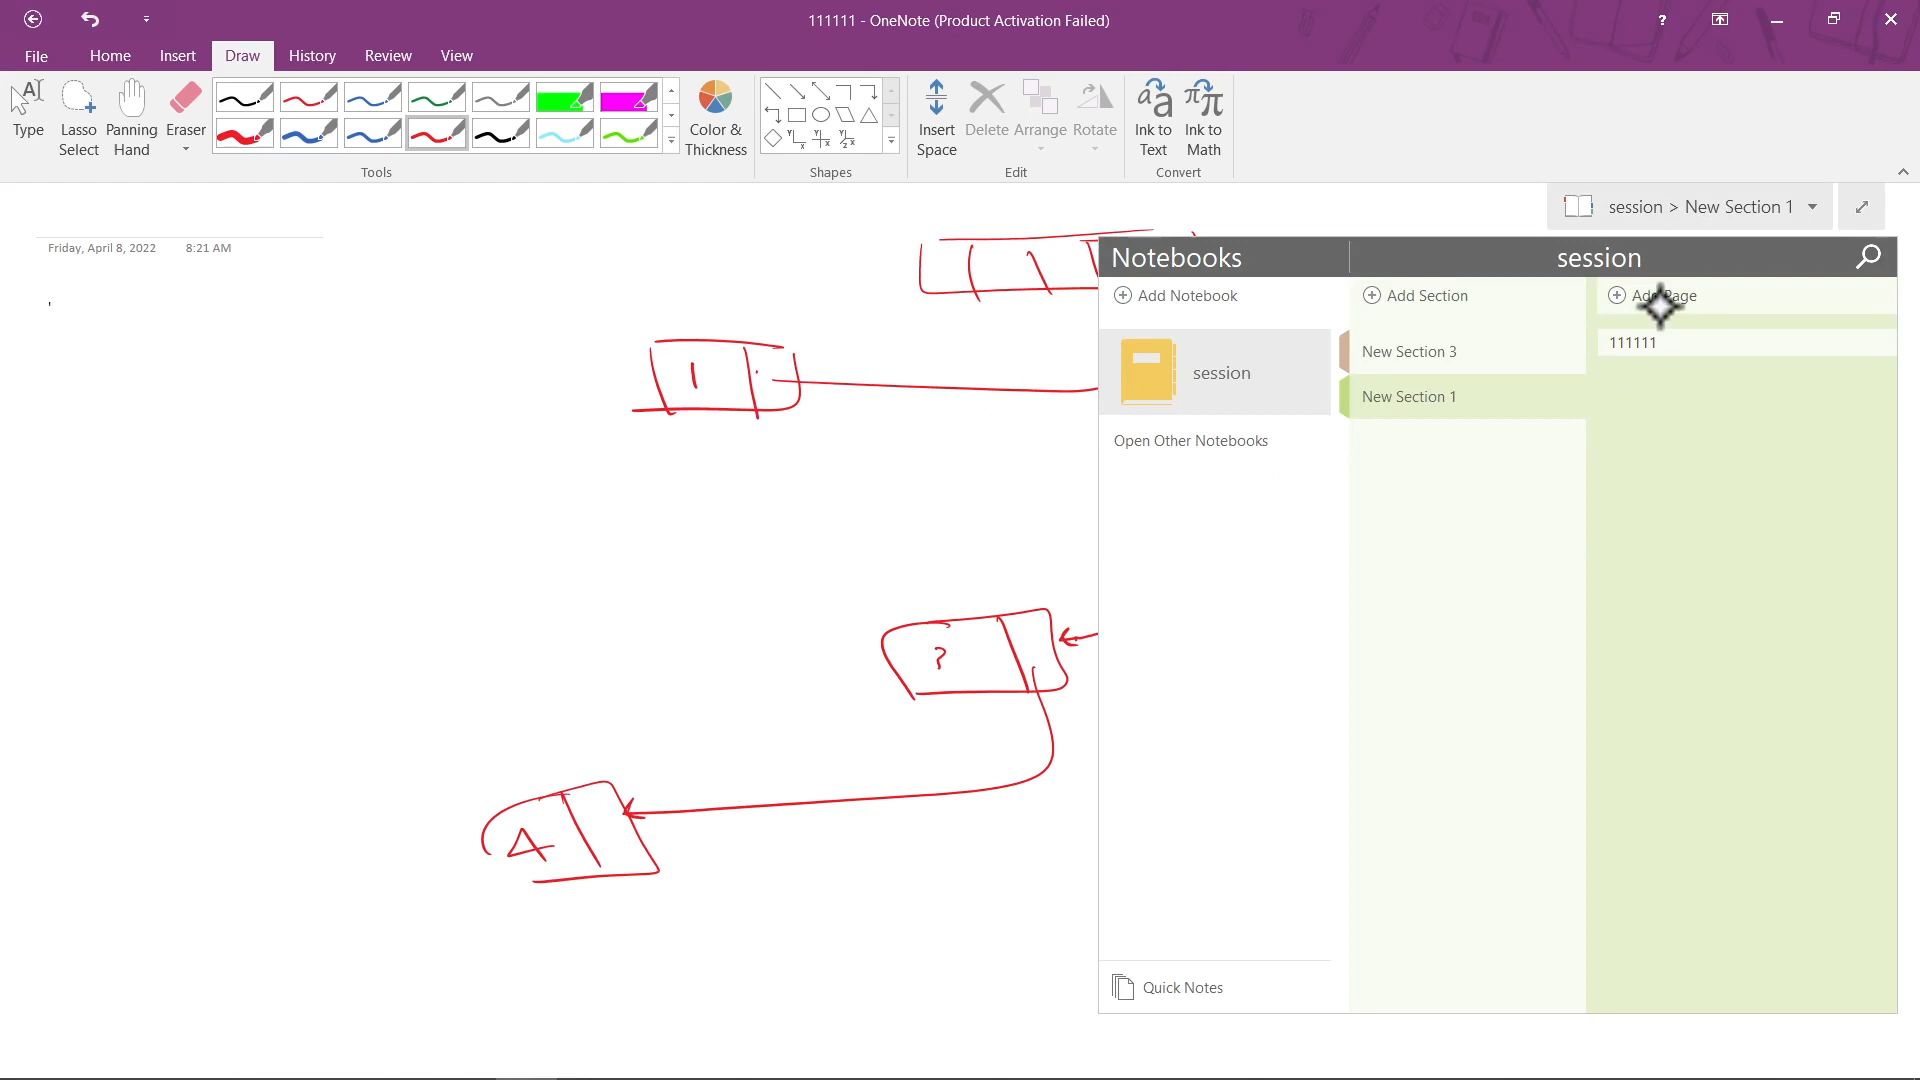 111111 - OneNote (Product Activation Failed)
?
File
Home
Insert
Draw
History
Review
View
Type
Lasso Select
Panning Hand
Eraser
Color & Thickness
Tools
Shapes
Insert Space
Delete
Arrange
Rotate
Edit
Ink to Text
Ink to Math
Convert
session > New Section 1
Friday, April 8, 2022 8:21 AM
Notebooks
session
Add Notebook
Add Section
Add Page
session
New Section 3
New Section 1
111111
Open Other Notebooks
Quick Notes
1
?
4